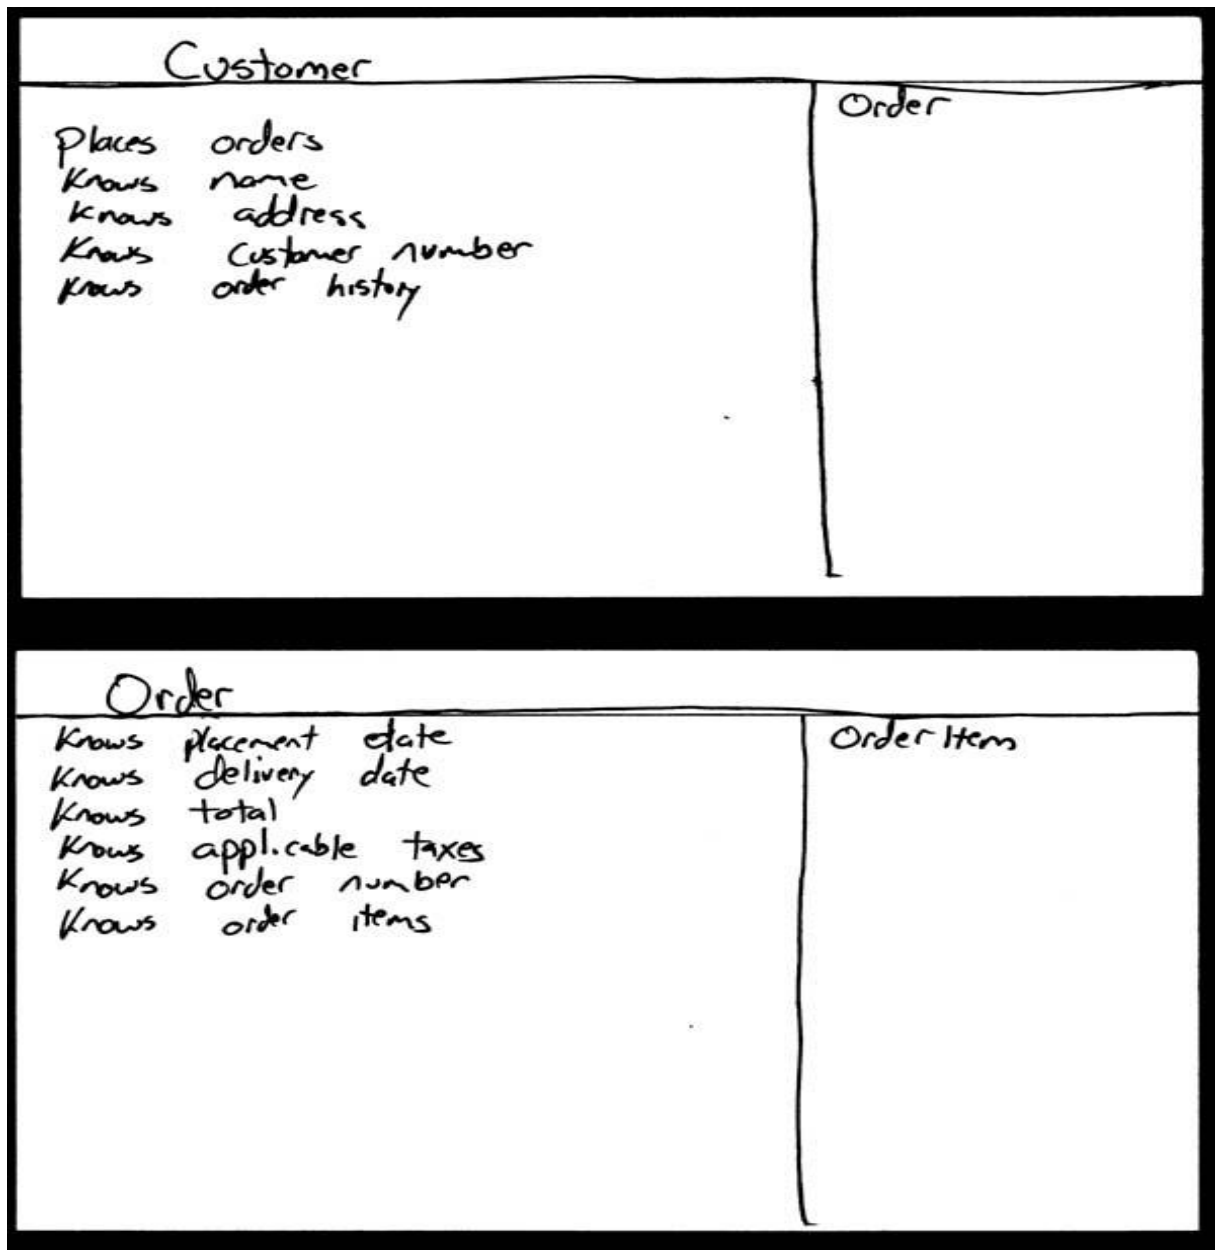 Customer
Places orders
Knows name
Knows address
Knows Customer number
Knows order history
Order
Order
Knows placement date
Knows delivery date
Knows total
Knows applicable taxes
Knows order number
Knows order items
Order Item